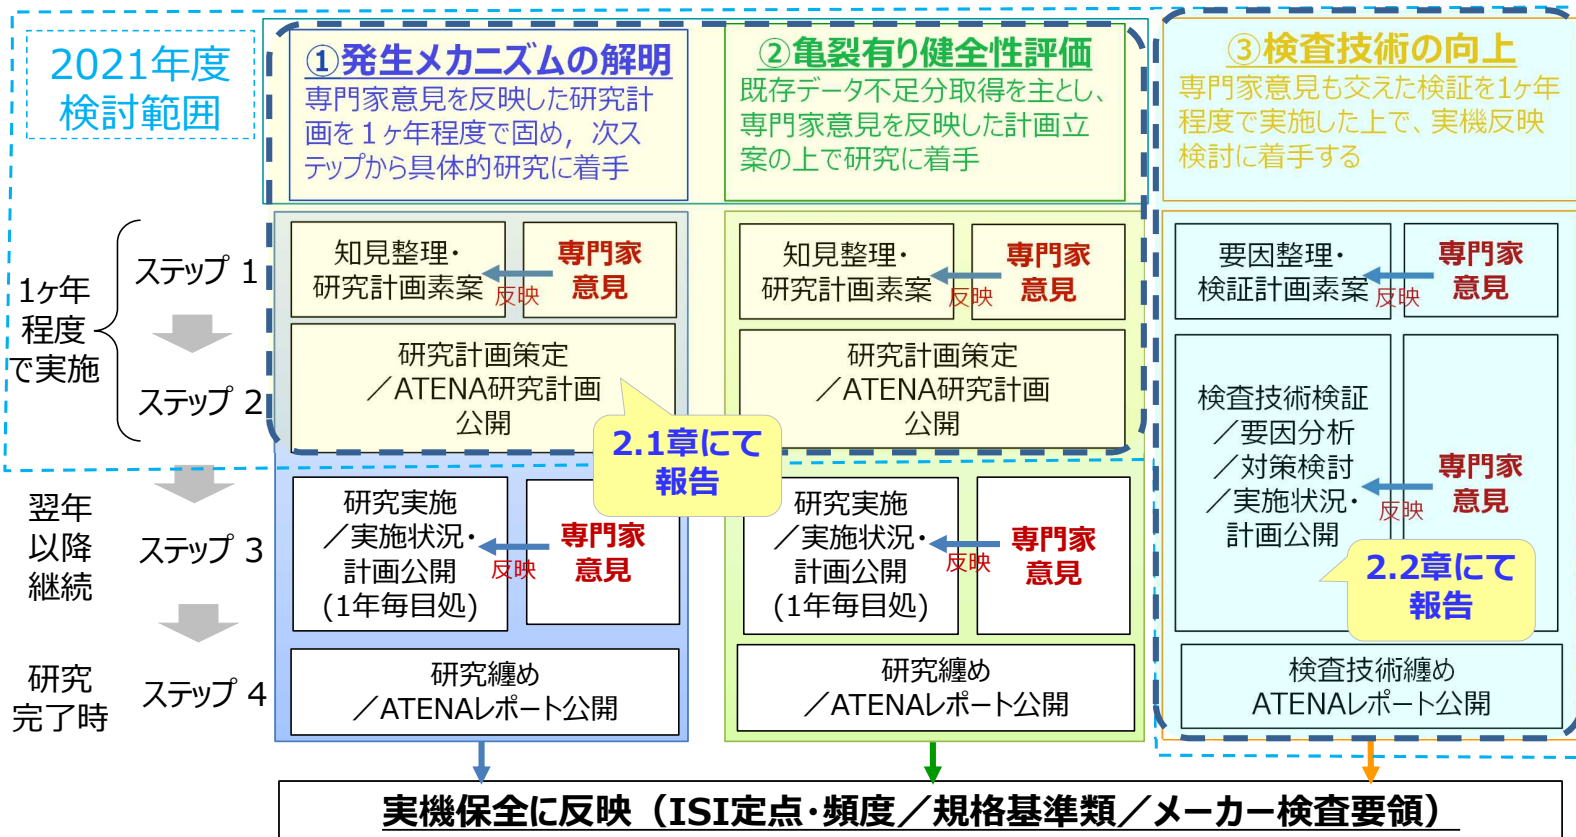 2021年度
検討範囲
①発生メカニズムの解明
専門家意見を反映した研究計
画を１ヶ年程度で固め，次ス
テップから具体的研究に着手
②亀裂有り健全性評価
既存データ不足分取得を主とし、
専門家意見を反映した計画立
案の上で研究に着手
③検査技術の向上
専門家意見も交えた検証を1ヶ年
程度で実施した上で、実機反映
検討に着手する
1ヶ年
程度
で実施
ステップ 1
知見整理・
研究計画素案
反映
専門家
意見
知見整理・
研究計画素案
反映
専門家
意見
要因整理・
検証計画素案
反映
専門家
意見
ステップ 2
研究計画策定
／ATENA研究計画
公開
研究計画策定
／ATENA研究計画
公開
2.1章にて
報告
検査技術検証
／要因分析
／対策検討
／実施状況・
計画公開
反映
専門家
意見
2.2章にて
報告
翌年
以降
継続
ステップ 3
研究実施
／実施状況・
計画公開
(1年毎目処)
反映
専門家
意見
研究実施
／実施状況・
計画公開
(1年毎目処)
反映
専門家
意見
研究
完了時
ステップ 4
研究纏め
／ATENAレポート公開
研究纏め
／ATENAレポート公開
検査技術纏め
ATENAレポート公開
実機保全に反映（ISI定点・頻度／規格基準類／メーカー検査要領）